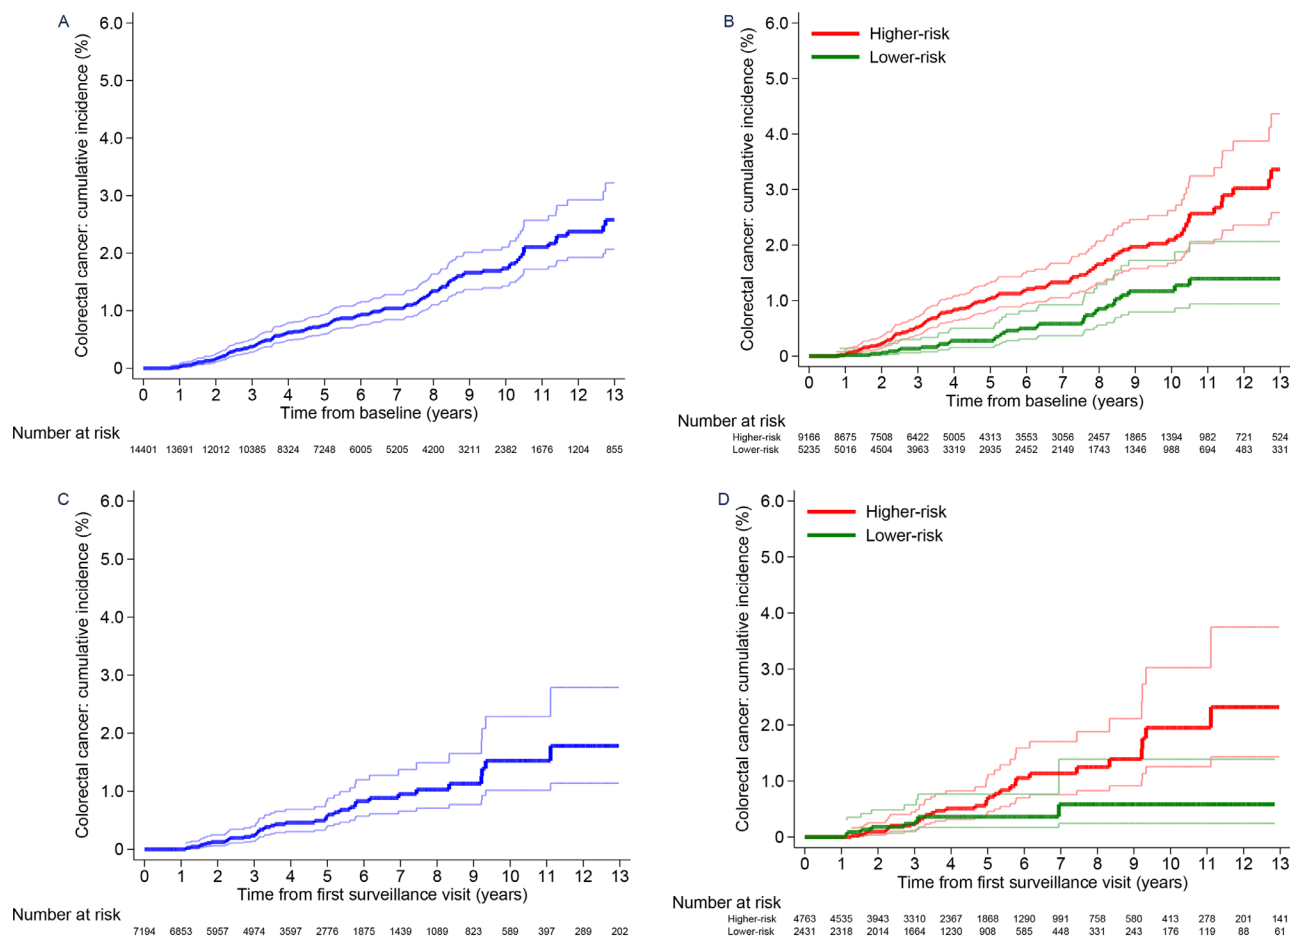 A
Colorectal cancer: cumulative incidence (%)
6.0
5.0
4.0
3.0
2.0
1.0
0
0 1 2 3 4 5 6 7 8 9 10 11 12 13
Time from baseline (years)
Number at risk
14401 13691 12012 10385 8324 7248 6005 5205 4200 3211 2382 1676 1204 855
B
Higher-risk
Lower-risk
Colorectal cancer: cumulative incidence (%)
6.0
5.0
4.0
3.0
2.0
1.0
0
0 1 2 3 4 5 6 7 8 9 10 11 12 13
Time from baseline (years)
Number at risk
Higher-risk 9166 8675 7508 6422 5005 4313 3553 3056 2457 1865 1394 982 721 524
Lower-risk 5235 5016 4504 3963 3319 2935 2452 2149 1743 1346 988 694 483 331
C
Colorectal cancer: cumulative incidence (%)
6.0
5.0
4.0
3.0
2.0
1.0
0
0 1 2 3 4 5 6 7 8 9 10 11 12 13
Time from first surveillance visit (years)
Number at risk
7194 6853 5957 4974 3597 2776 1875 1439 1089 823 589 397 289 202
D
Higher-risk
Lower-risk
Colorectal cancer: cumulative incidence (%)
6.0
5.0
4.0
3.0
2.0
1.0
0
0 1 2 3 4 5 6 7 8 9 10 11 12 13
Time from first surveillance visit (years)
Number at risk
Higher-risk 4763 4535 3943 3310 2367 1868 1290 991 758 580 413 278 201 141
Lower-risk 2431 2318 2014 1664 1230 908 585 448 331 243 176 119 88 61